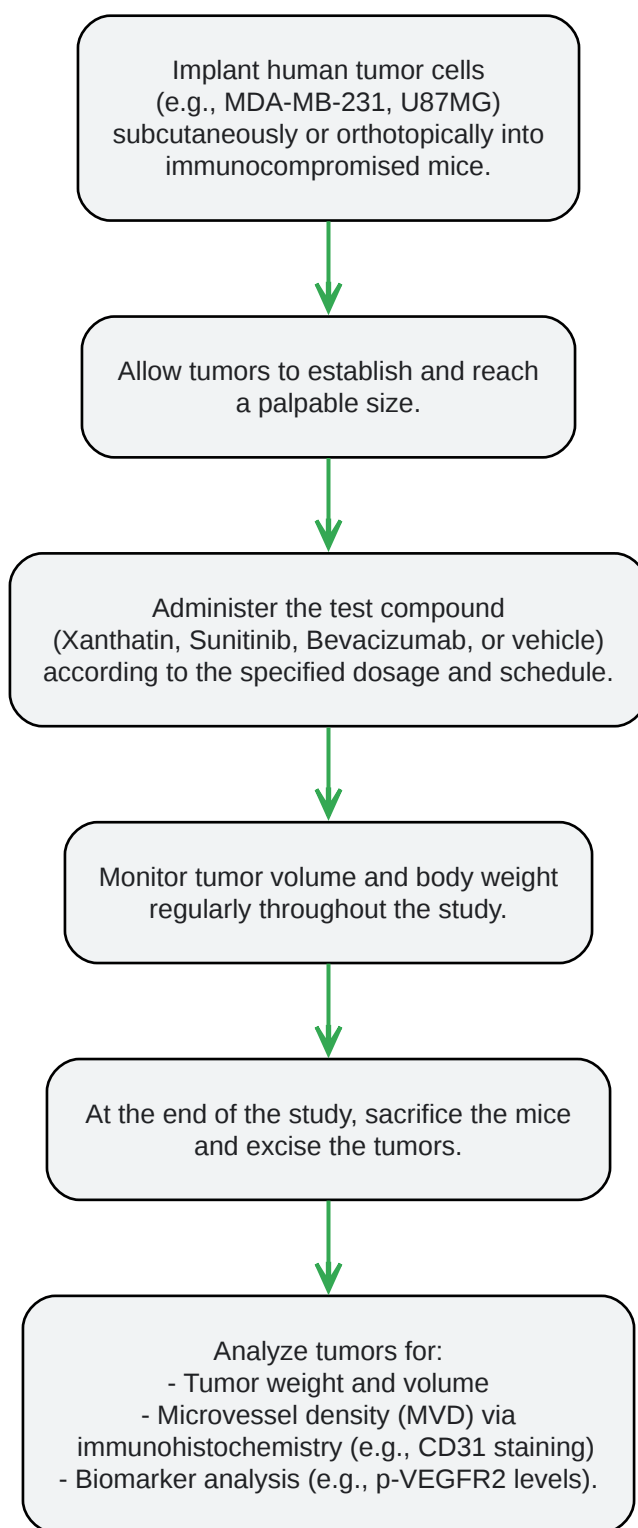 Implant human tumor cells
(e.g., MDA-MB-231, U87MG)
subcutaneously or orthotopically into
immunocompromised mice.
Allow tumors to establish and reach
a palpable size.
Administer the test compound
(Xanthatin, Sunitinib, Bevacizumab, or vehicle)
according to the specified dosage and schedule.
Monitor tumor volume and body weight
regularly throughout the study.
At the end of the study, sacrifice the mice
and excise the tumors.
Analyze tumors for:
- Tumor weight and volume
- Microvessel density (MVD) via
immunohistochemistry (e.g., CD31 staining)
- Biomarker analysis (e.g., p-VEGFR2 levels).